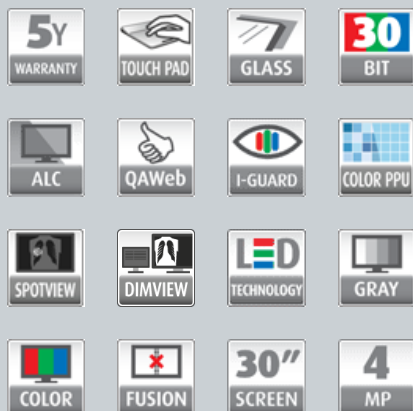 5Y
WARRANTY
TOUCH PAD
GLASS
30
BIT
ALC
QAWeb
I-GUARD
COLOR PPU
SPOTVIEW
DIMVIEW
LED
TECHNOLOGY
GRAY
COLOR
FUSION
30"
SCREEN
4
MP